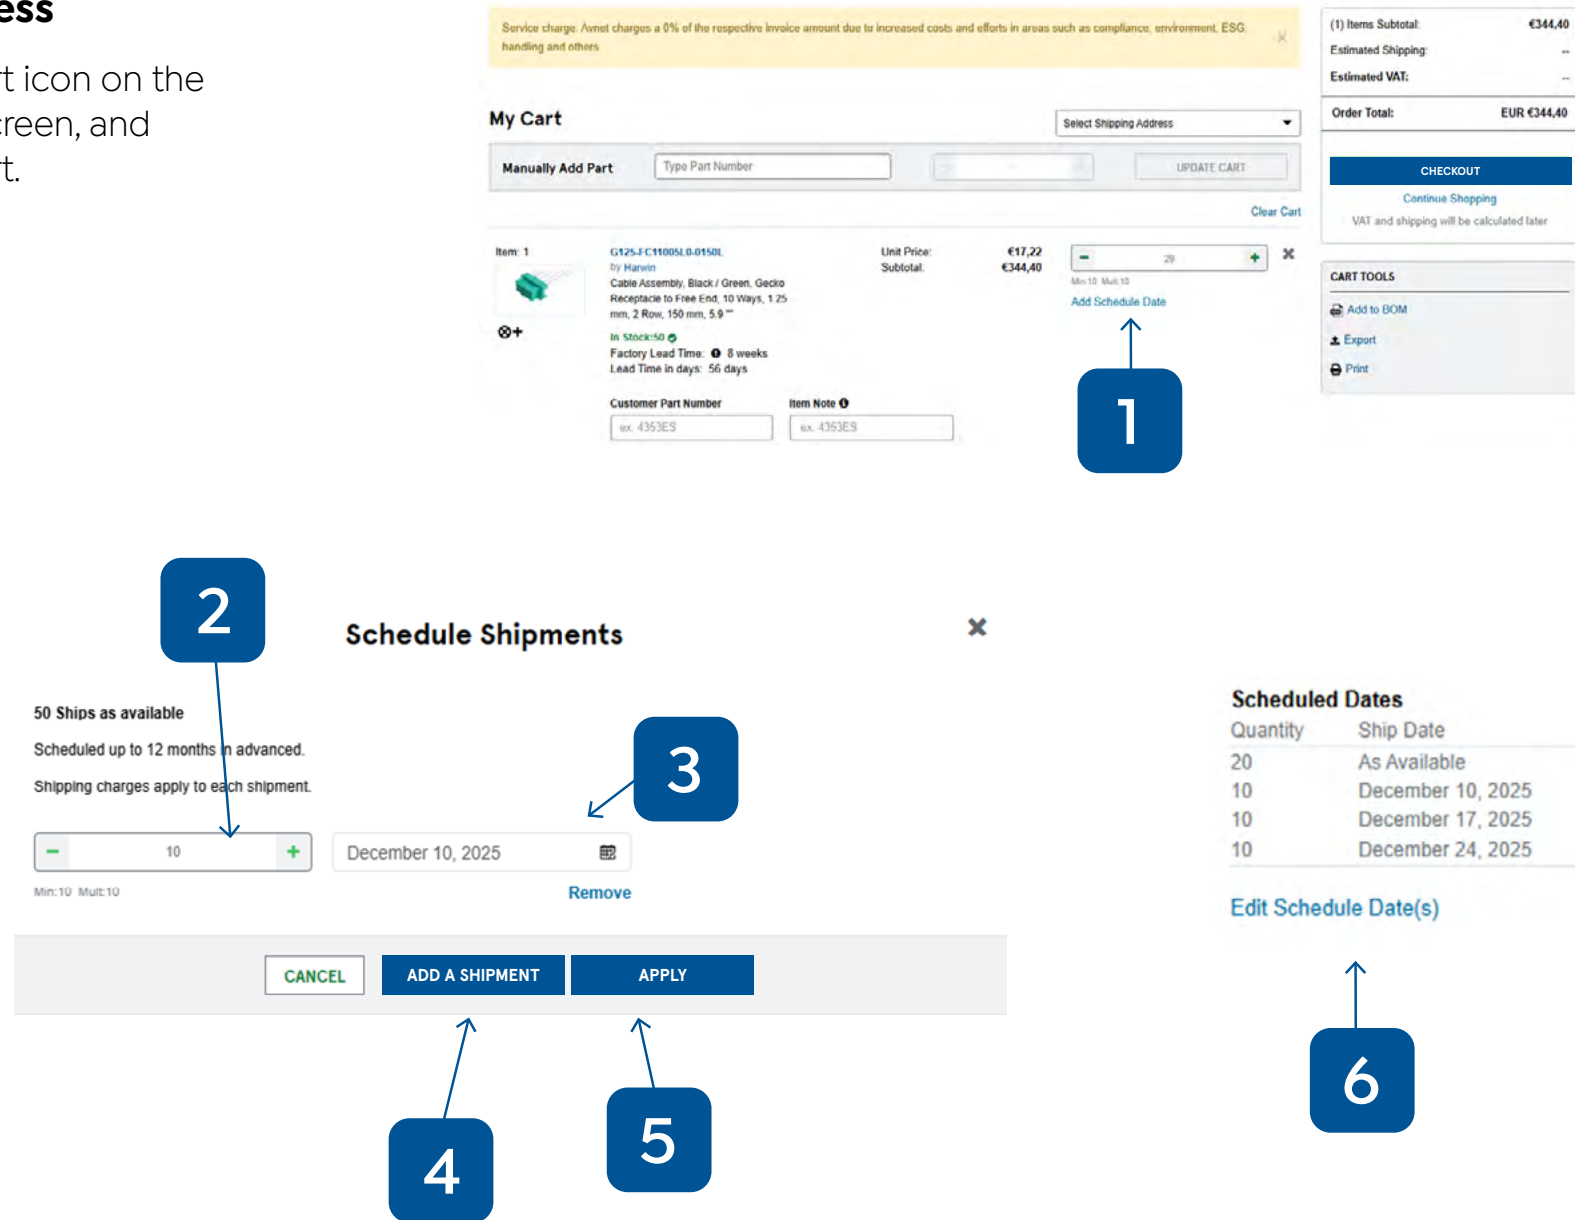 ess
rt icon on the
creen, and
rt.
Service charge. Avnet charges a 0% of the respective invoice amount due to increased costs and efforts in areas such as compliance, environment, ESG,
handling and others
(1) Items Subtotal: €344,40
Estimated Shipping: --
Estimated VAT: --
Order Total: EUR €344,40
CHECKOUT
Continue Shopping
VAT and shipping will be calculated later
My Cart
Select Shipping Address
Manually Add Part
Type Part Number
UPDATE CART
Clear Cart
Item: 1
G125-FC11005L0-0150L
by Harwin
Cable Assembly, Black / Green, Gecko
Receptacle to Free End, 10 Ways, 1.25
mm, 2 Row, 150 mm, 5.9 "
In Stock:50
Factory Lead Time: 8 weeks
Lead Time in days: 56 days
Customer Part Number
ex. 4353ES
Item Note
ex. 4353ES
Unit Price: €17,22
Subtotal: €344,40
- 20 +
Min:10 Mult:10
Add Schedule Date
1
CART TOOLS
Add to BOM
Export
Print
2
Schedule Shipments
50 Ships as available
Scheduled up to 12 months in advanced.
Shipping charges apply to each shipment.
3
- 10 +
December 10, 2025
Min:10 Mult:10
Remove
CANCEL
ADD A SHIPMENT
APPLY
4
5
Scheduled Dates
Quantity Ship Date
20 As Available
10 December 10, 2025
10 December 17, 2025
10 December 24, 2025
Edit Schedule Date(s)
6